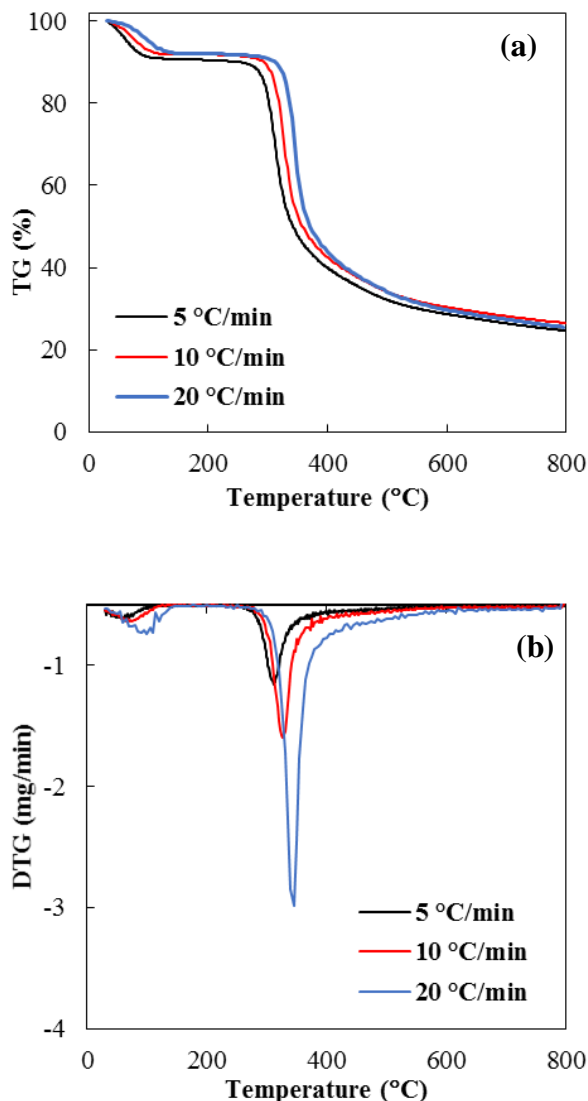 (a)
100
80
60
40
20
0
TG (%)
5 °C/min
10 °C/min
20 °C/min
0 200 400 600 800
Temperature (°C)
(b)
-1
-2
-3
-4
DTG (mg/min)
5 °C/min
10 °C/min
20 °C/min
0 200 400 600 800
Temperature (°C)